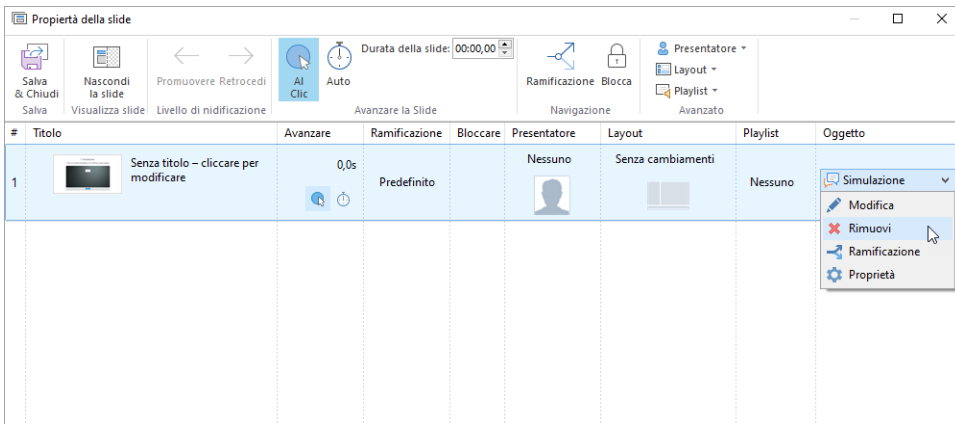 Propiertà della slide
Salva & Chiudi
Nascondi la slide
Promuovere
Retrocedi
Al Clic
Auto
Durata della slide: 00:00,00
Ramificazione
Blocca
Presentatore
Layout
Playlist
Salva
Visualizza slide
Livello di nidificazione
Avanzare la Slide
Navigazione
Avanzato
# Titolo Avanzare Ramificazione Bloccare Presentatore Layout Playlist Oggetto
1
Senza titolo – cliccare per
modificare
0,0s
Predefinito
Nessuno
Senza cambiamenti
Nessuno
Simulazione
Modifica
Rimuovi
Ramificazione
Proprietà